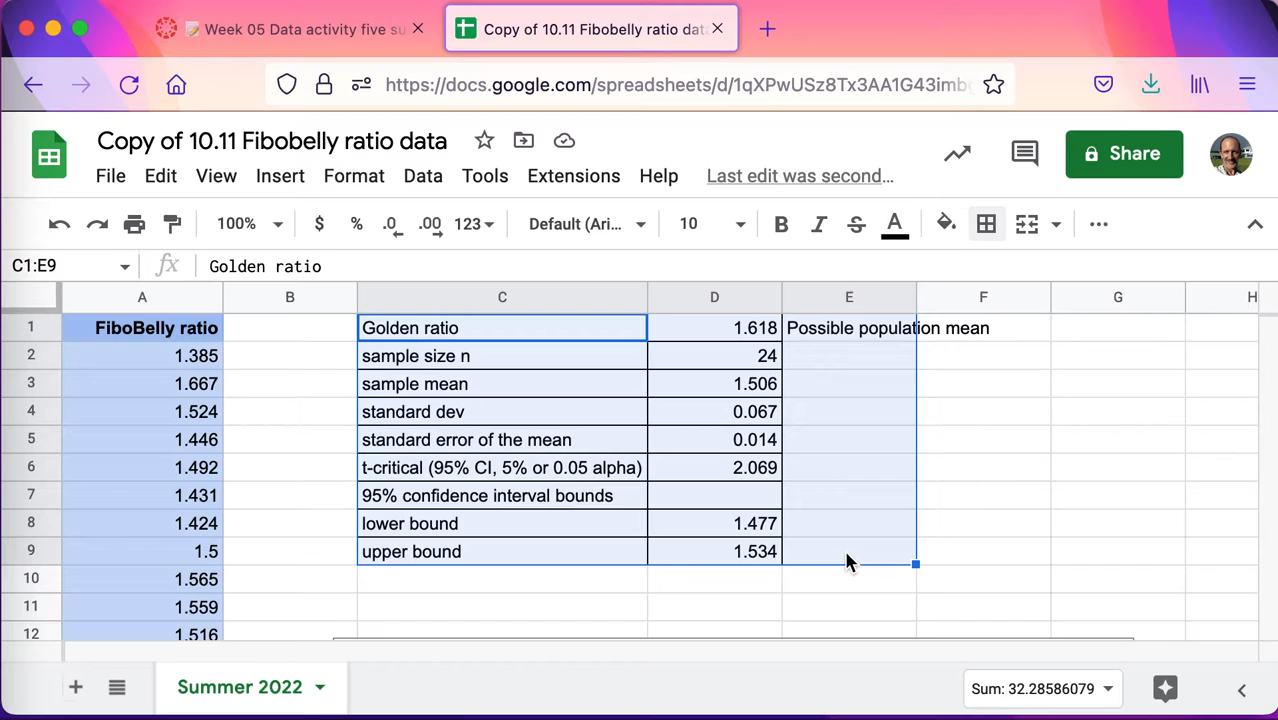 Week 05 Data activity five su
Copy of 10.11 Fibobelly ratio dat
https://docs.google.com/spreadsheets/d/1qXPwUSz8Tx3AA1G43imb
Copy of 10.11 Fibobelly ratio data
Share
File Edit View Insert Format Data Tools Extensions Help Last edit was second...
100% $ % .0 .00 123 Default (Ari... 10 B I S A ...
C1:E9 fx Golden ratio
A B C D E F G H
1 FiboBelly ratio Golden ratio 1.618 Possible population mean
2 1.385 sample size n 24
3 1.667 sample mean 1.506
4 1.524 standard dev 0.067
5 1.446 standard error of the mean 0.014
6 1.492 t-critical (95% CI, 5% or 0.05 alpha) 2.069
7 1.431 95% confidence interval bounds
8 1.424 lower bound 1.477
9 1.5 upper bound 1.534
10 1.565
11 1.559
12 1.516
Summer 2022 Sum: 32.28586079